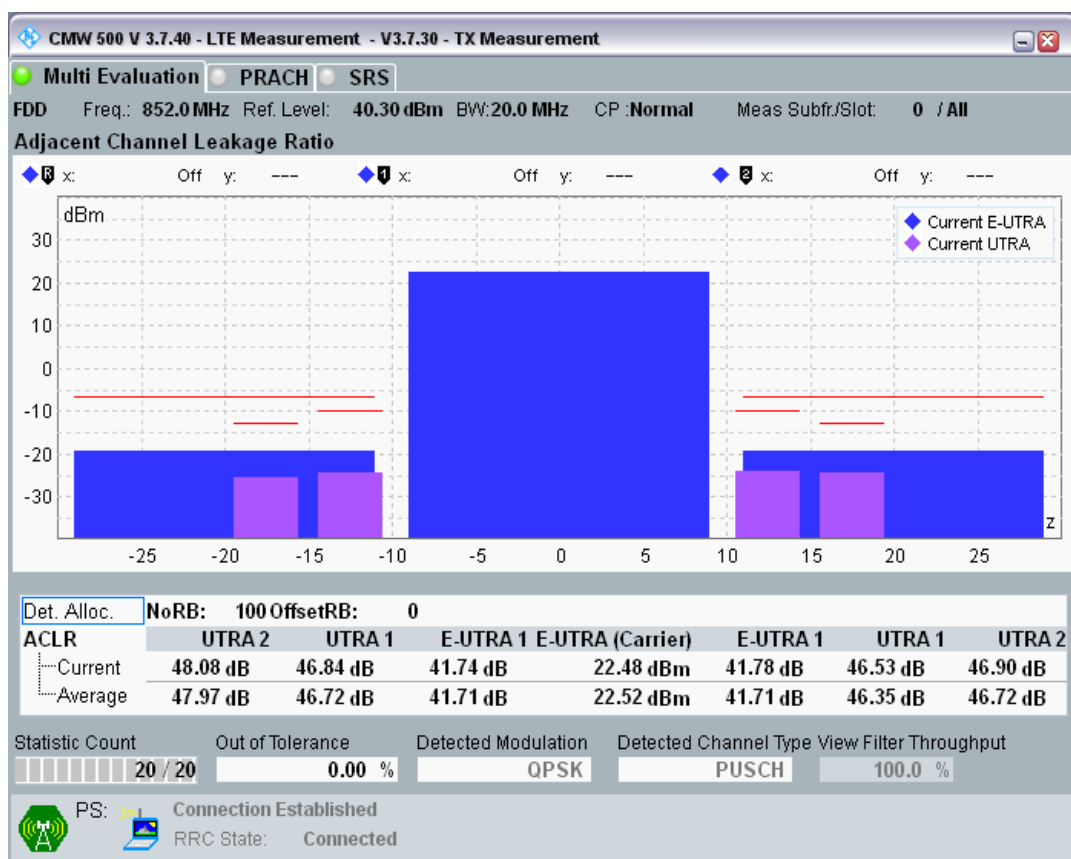 CMW 500 V 3.7.40 - LTE Measurement - V3.7.30 - TX Measurement
Multi Evaluation PRACH SRS
FDD Freq.: 852.0 MHz Ref. Level: 40.30 dBm BW:20.0 MHz CP :Normal Meas Subfr./Slot: 0 / All
Adjacent Channel Leakage Ratio
R x: Off y: --- 1 x: Off y: --- 2 x: Off y: ---
dBm
Current E-UTRA
Current UTRA
30
20
10
0
-10
-20
-30
z
-25 -20 -15 -10 -5 0 5 10 15 20 25
Det. Alloc. NoRB: 100 OffsetRB: 0
ACLR UTRA 2 UTRA 1 E-UTRA 1 E-UTRA (Carrier) E-UTRA 1 UTRA 1 UTRA 2
Current 48.08 dB 46.84 dB 41.74 dB 22.48 dBm 41.78 dB 46.53 dB 46.90 dB
Average 47.97 dB 46.72 dB 41.71 dB 22.52 dBm 41.71 dB 46.35 dB 46.72 dB
Statistic Count Out of Tolerance Detected Modulation Detected Channel Type View Filter Throughput
20 / 20 0.00 % QPSK PUSCH 100.0 %
PS: Connection Established
RRC State: Connected